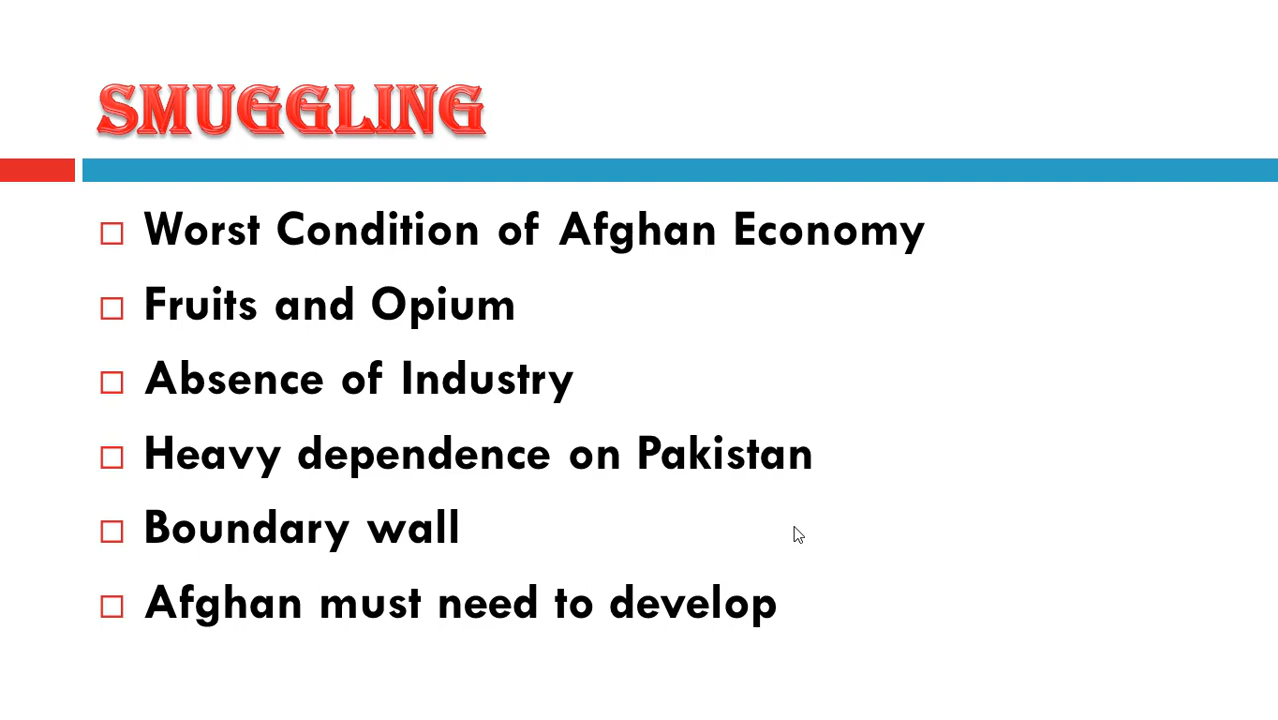 SMUGGLING
Worst Condition of Afghan Economy
Fruits and Opium
Absence of Industry
Heavy dependence on Pakistan
Boundary wall
Afghan must need to develop